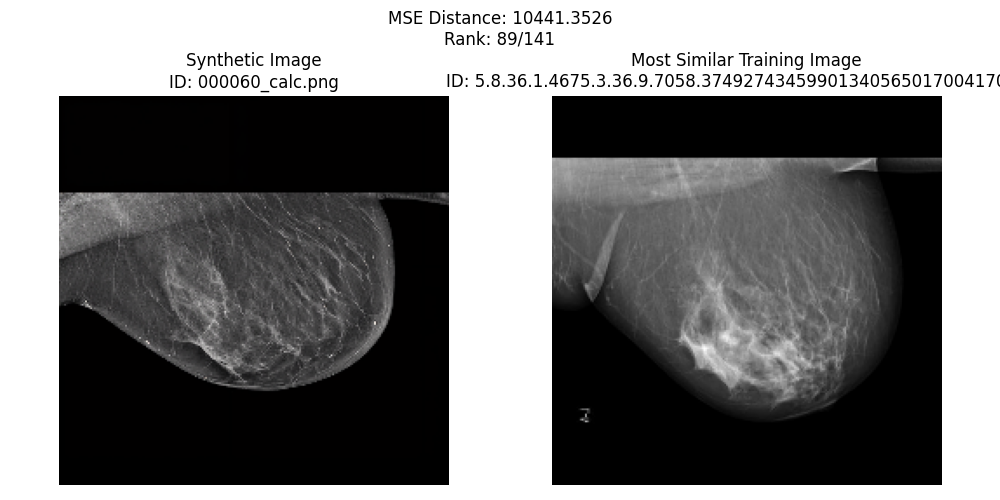 MSE Distance: 10441.3526
Rank: 89/141
Synthetic Image
ID: 000060_calc.png
Most Similar Training Image
ID: 5.8.36.1.4675.3.36.9.7058.37492743459901340565017004170